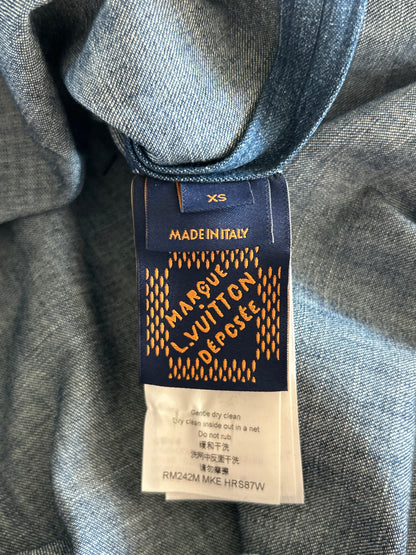 XS
MADE IN ITALY
MARQUE
L.VUITTON
DÉPOSÉE
Gentle dry clean
Dry clean inside out in a net
Do not rub
缓和干洗
洗网中反面干洗
请勿摩擦
RM242M MKE HRS87W